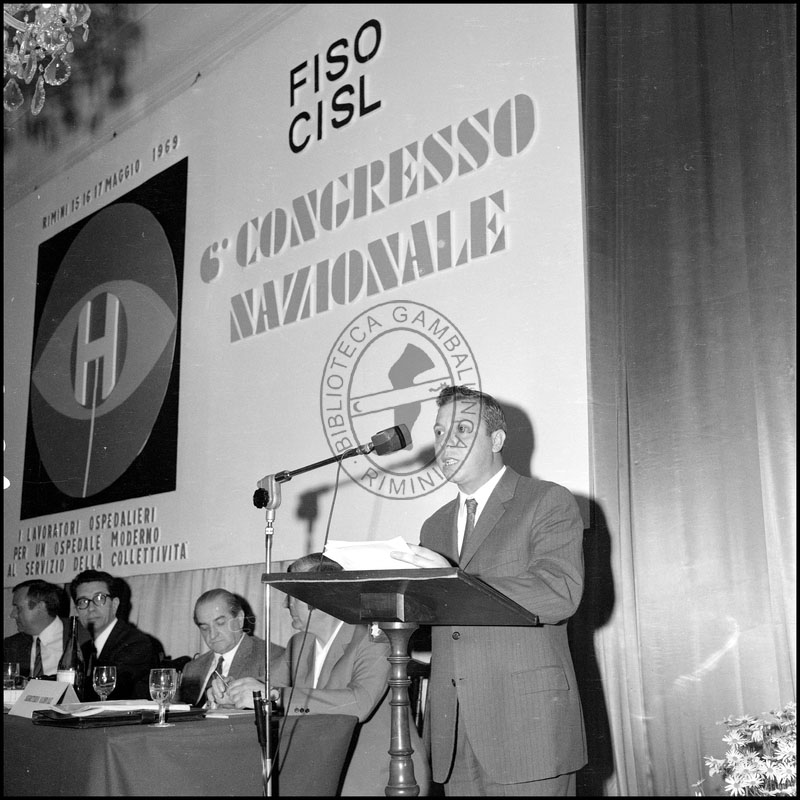 FISO
CISL
6° CONGRESSO
NAZIONALE
RIMINI 15 16 17 MAGGIO 1969
H
I LAVORATORI OSPEDALIERI
PER UN OSPEDALE MODERNO
AL SERVIZIO DELLA COLLETTIVITÀ
BIBLIOTECA GAMBALUNGA
RIMINI